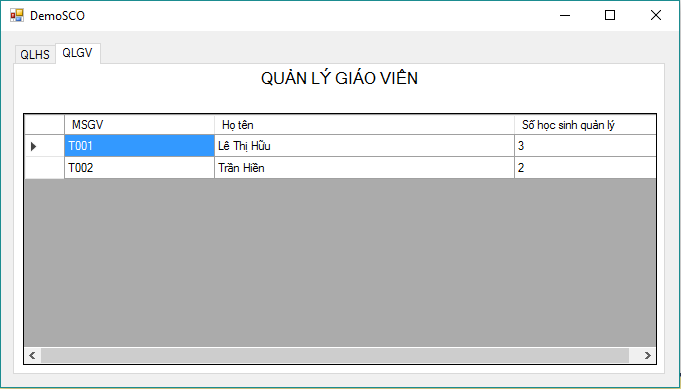 DemoSCO
QLHS QLGV
QUẢN LÝ GIÁO VIÊN
MSGV Họ tên Số học sinh quản lý
T001 Lê Thị Hữu 3
T002 Trần Hiền 2